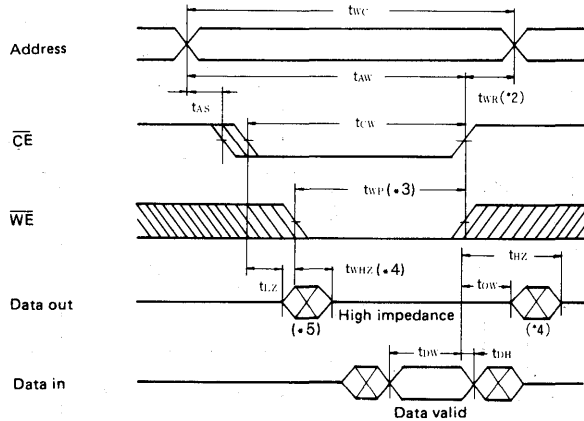 tWC
Address
tAW
tWR(*2)
tAS
tCW
CE
tWP(*3)
WE
tLZ
tWHZ(*4)
tHZ
tOW
Data out
(*5)
High impedance
(*4)
tDW
tDH
Data in
Data valid